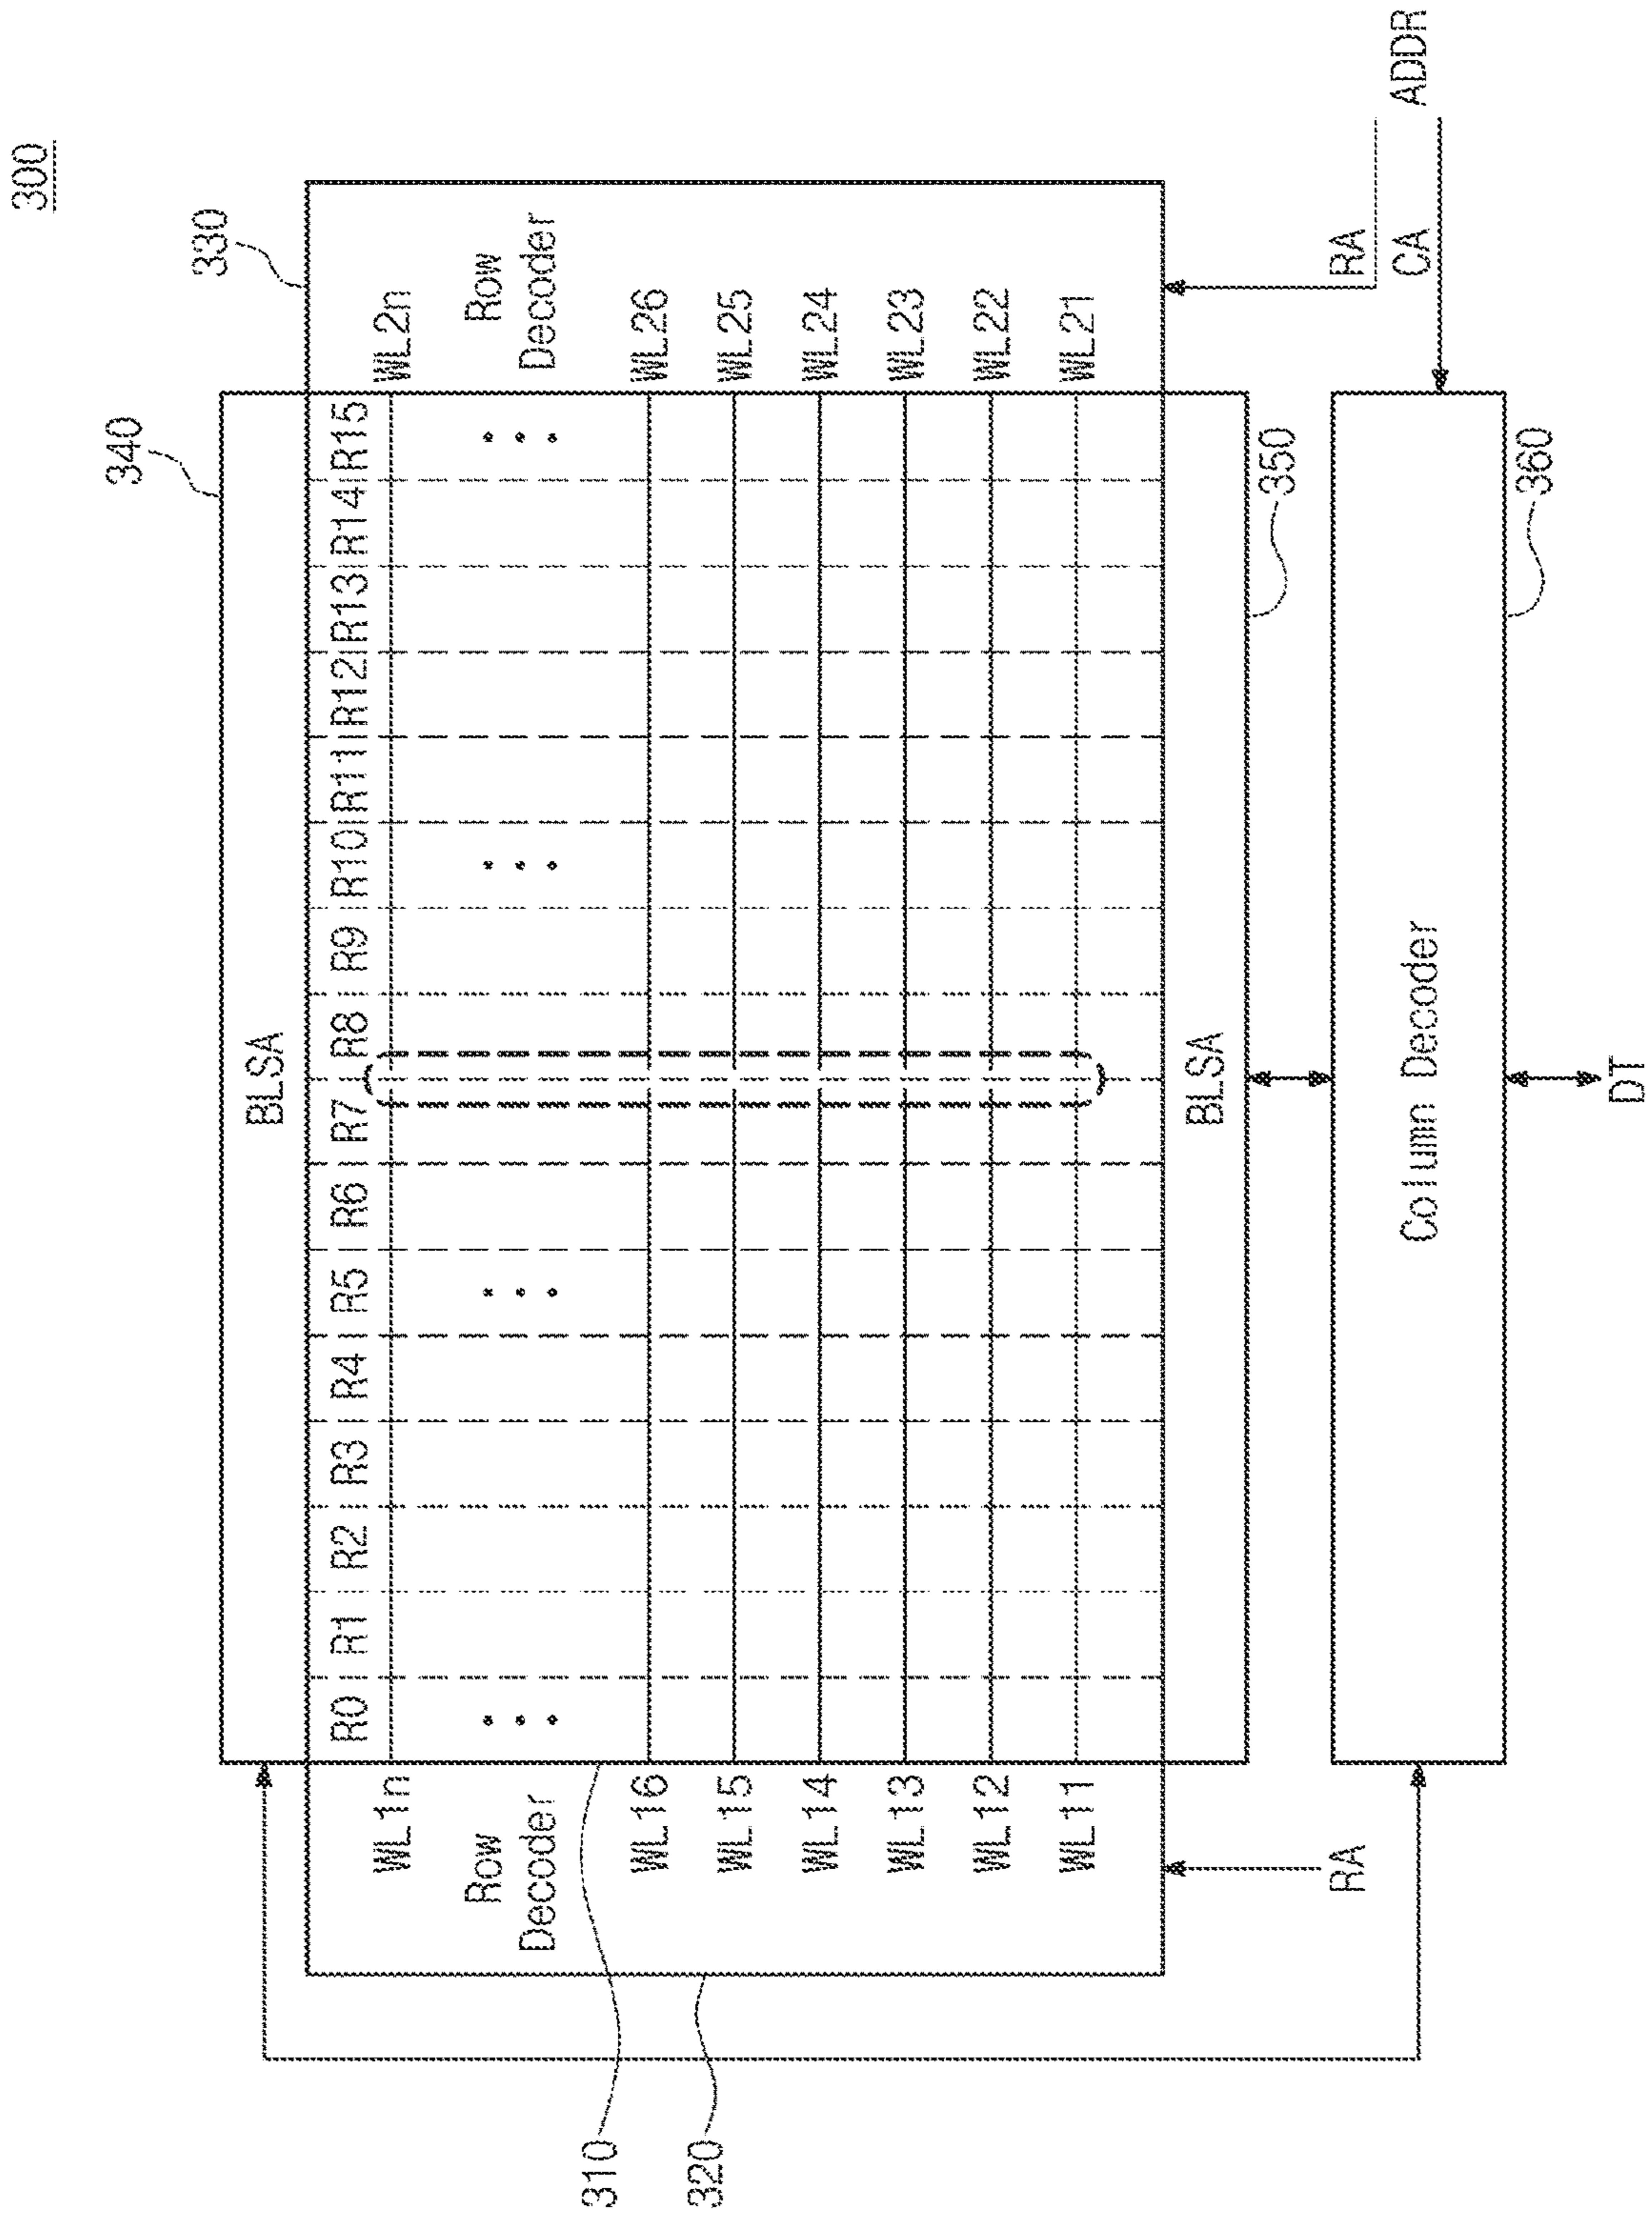 300
340
330
BLSA
R0 R1 R2 R3 R4 R5 R6 R7 R8 R9 R10 R11 R12 R13 R14 R15
WL1n
WL2n
Row
Decoder
Row
Decoder
310
WL16
WL26
320
WL15
WL25
WL14
WL24
WL13
WL23
WL12
WL22
WL11
WL21
BLSA
350
RA
RA
CA
ADDR
Column Decoder
360
DT